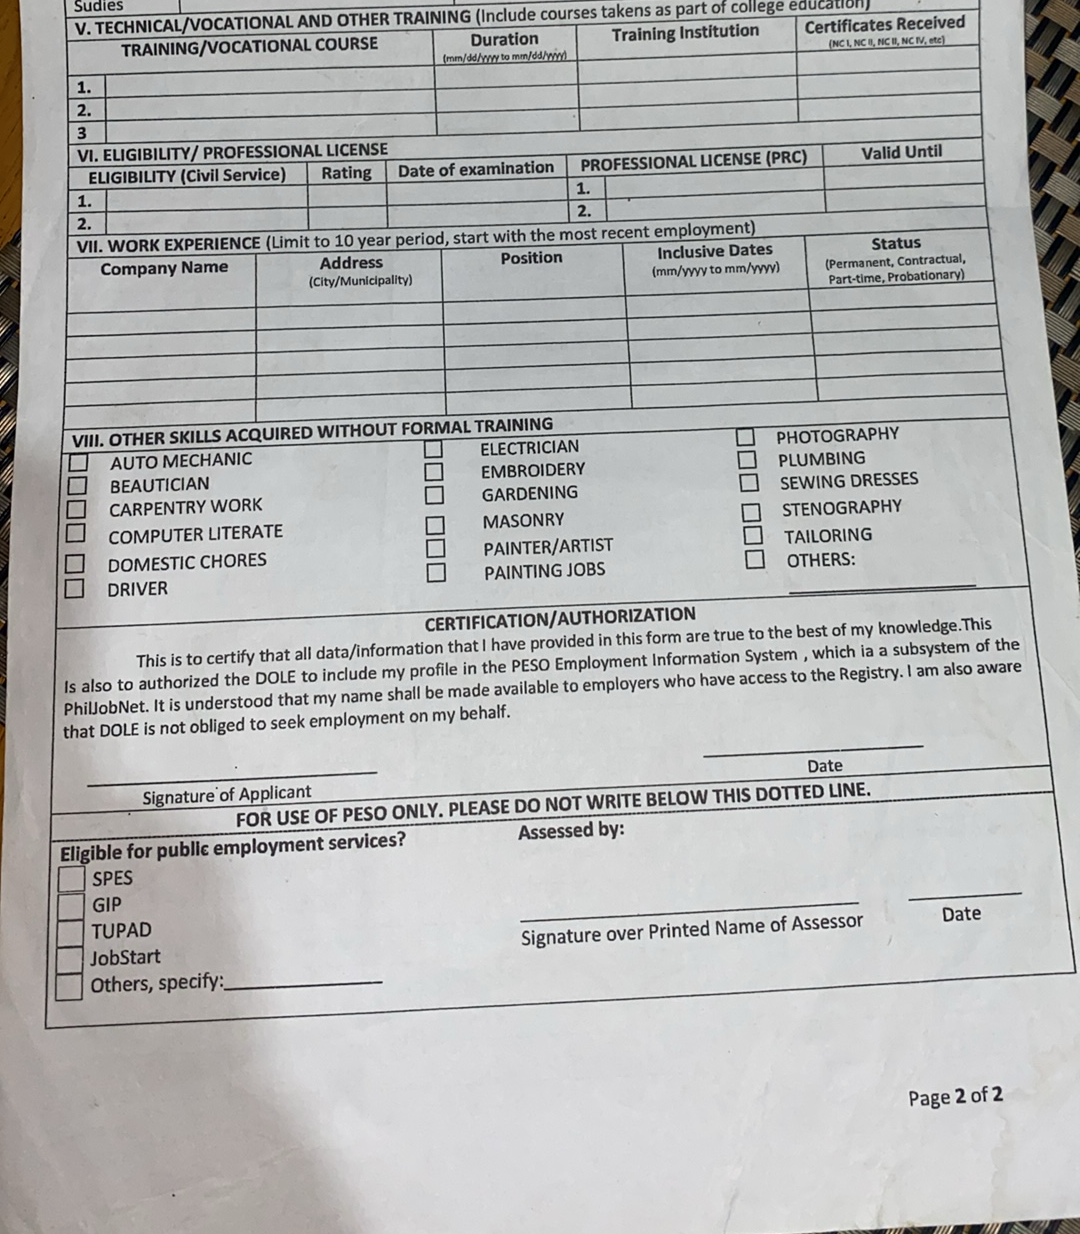 Sudies
V. TECHNICAL/VOCATIONAL AND OTHER TRAINING (Include courses takens as part of college education)
TRAINING/VOCATIONAL COURSE Duration Training Institution Certificates Received
(mm/dd/yyyy to mm/dd/yyyy) (NC I, NC II, NC II, NC IV, etc)
1.
2.
3
VI. ELIGIBILITY/ PROFESSIONAL LICENSE
ELIGIBILITY (Civil Service) Rating Date of examination PROFESSIONAL LICENSE (PRC) Valid Until
1. 1.
2. 2.
VII. WORK EXPERIENCE (Limit to 10 year period, start with the most recent employment)
Company Name Address Position Inclusive Dates Status
(City/Municipality) (mm/yyyy to mm/yyyy) (Permanent, Contractual,
Part-time, Probationary)
VIII. OTHER SKILLS ACQUIRED WITHOUT FORMAL TRAINING
AUTO MECHANIC ELECTRICIAN PHOTOGRAPHY
BEAUTICIAN EMBROIDERY PLUMBING
CARPENTRY WORK GARDENING SEWING DRESSES
COMPUTER LITERATE MASONRY STENOGRAPHY
DOMESTIC CHORES PAINTER/ARTIST TAILORING
DRIVER PAINTING JOBS OTHERS:
CERTIFICATION/AUTHORIZATION
This is to certify that all data/information that I have provided in this form are true to the best of my knowledge.This
Is also to authorized the DOLE to include my profile in the PESO Employment Information System , which ia a subsystem of the
PhilJobNet. It is understood that my name shall be made available to employers who have access to the Registry. I am also aware
that DOLE is not obliged to seek employment on my behalf.
Signature of Applicant Date
FOR USE OF PESO ONLY. PLEASE DO NOT WRITE BELOW THIS DOTTED LINE.
Eligible for public employment services? Assessed by:
SPES
GIP
TUPAD
JobStart
Others, specify:
Signature over Printed Name of Assessor Date
Page 2 of 2